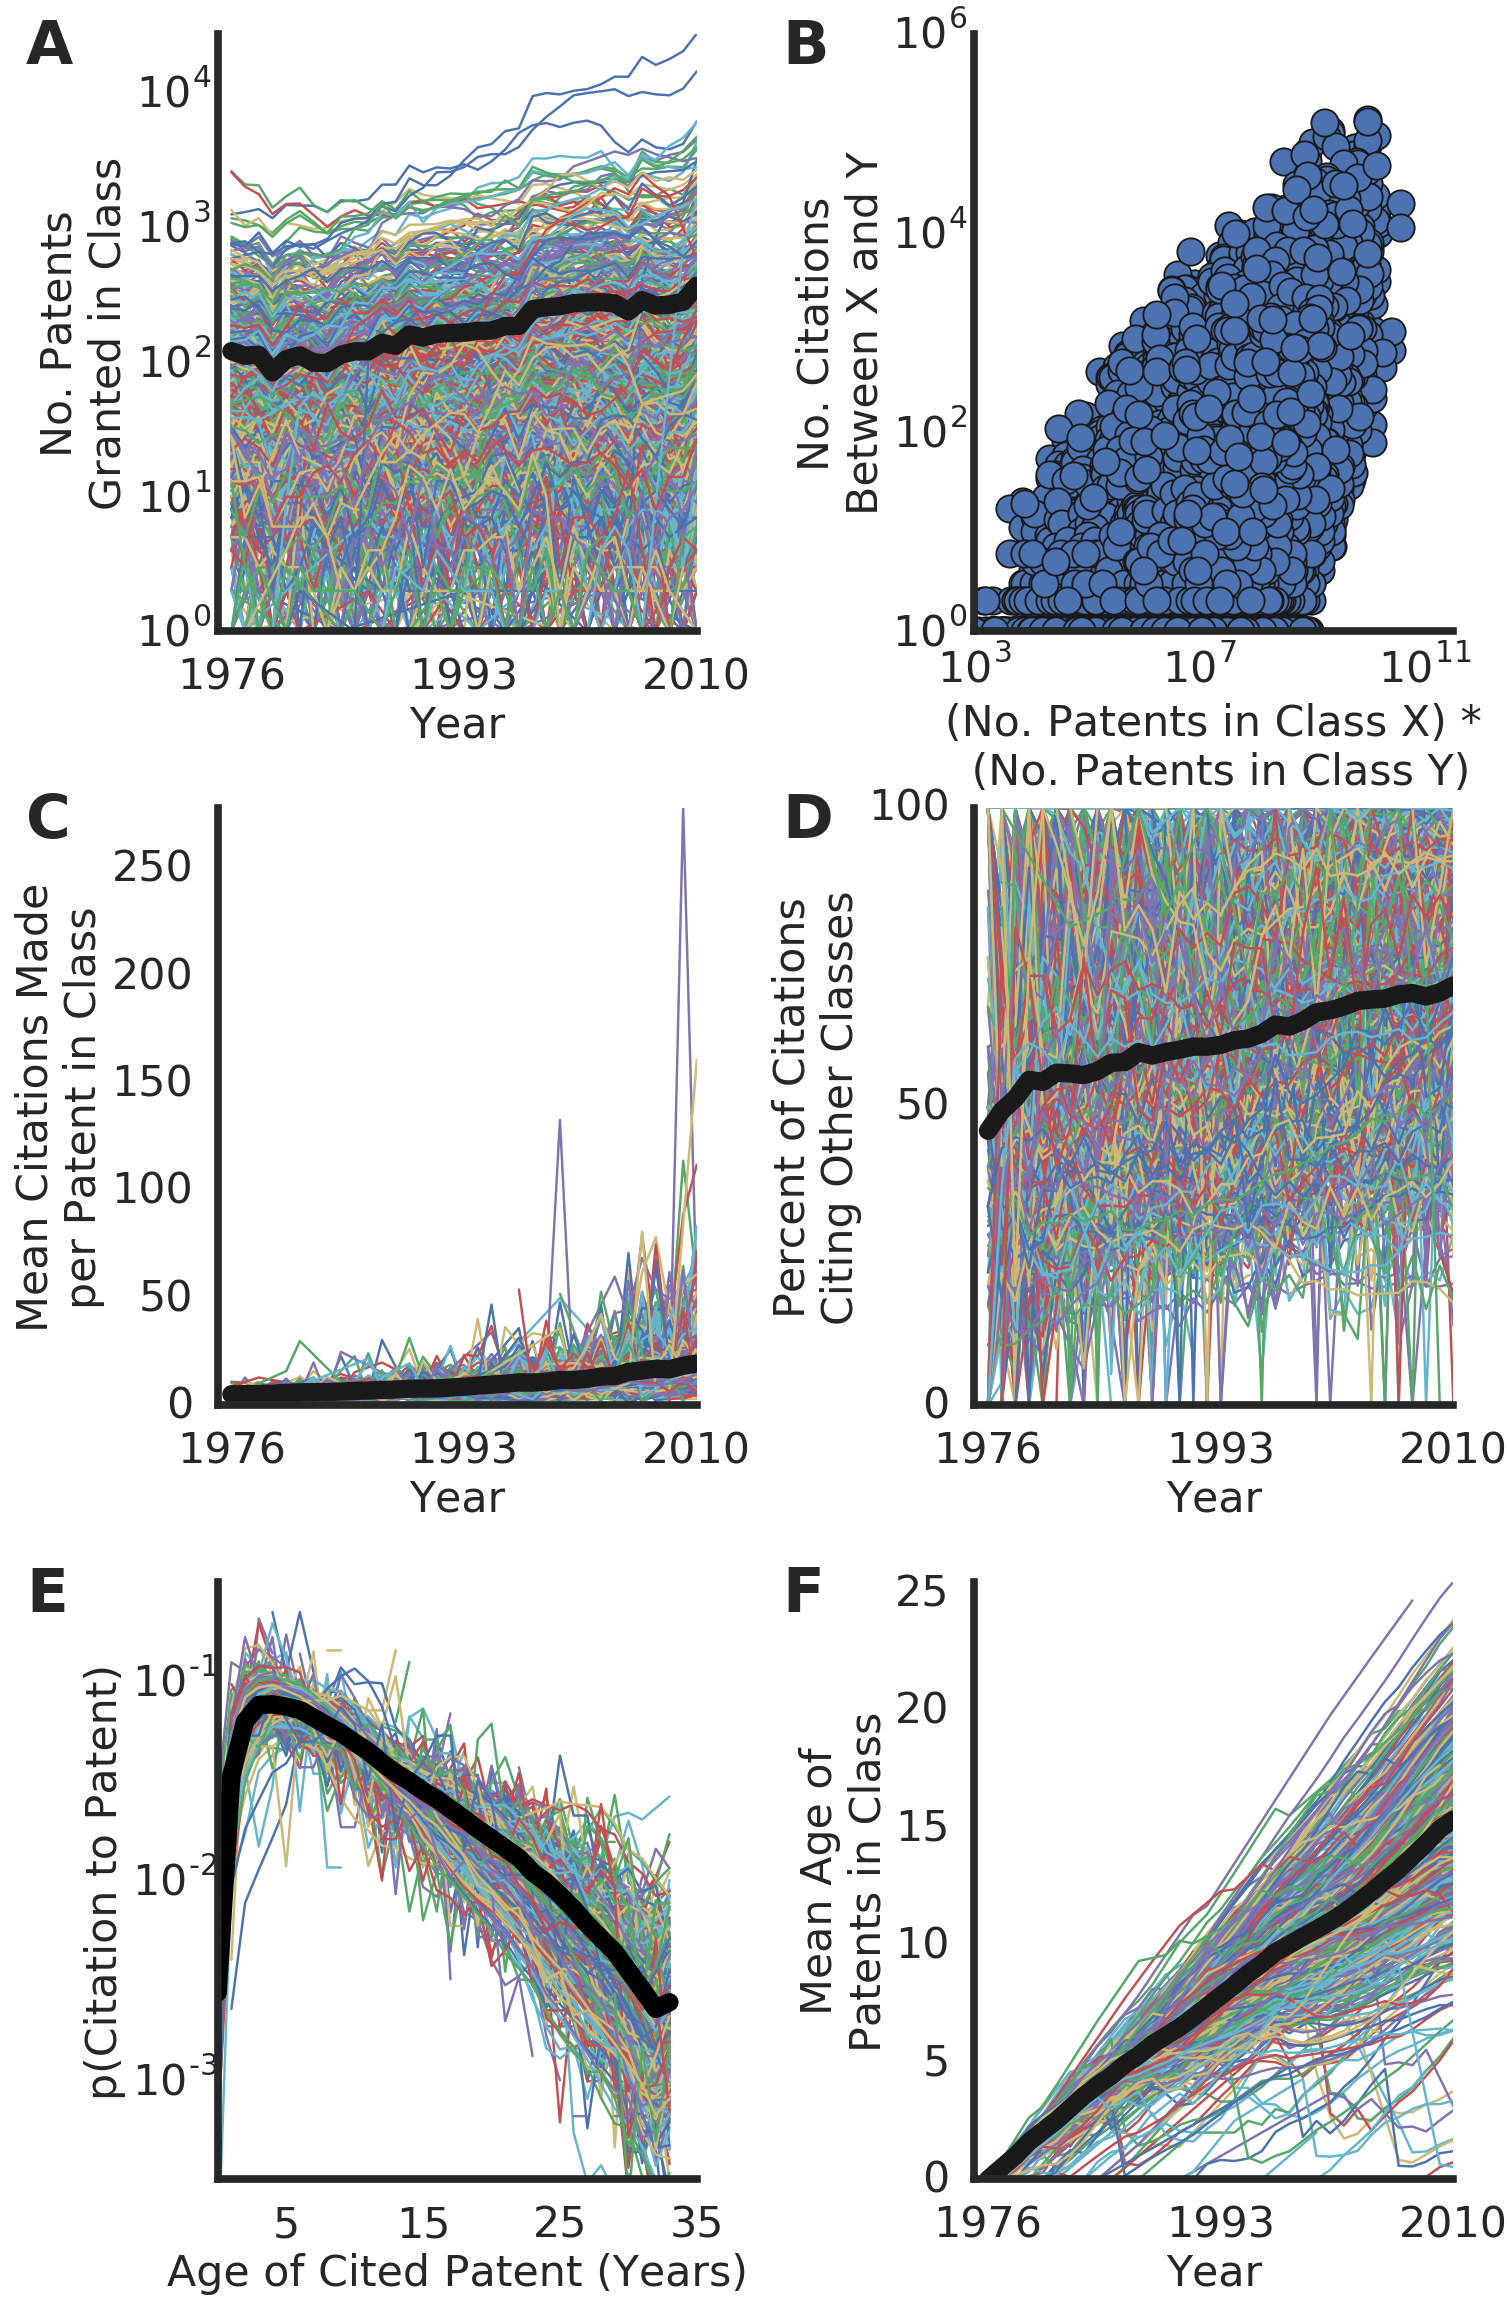 A
No. Patents
Granted in Class
10^4
10^3
10^2
10^1
10^0
1976
1993
2010
Year
B
No. Citations
Between X and Y
10^6
10^4
10^2
10^0
10^3
10^7
10^11
(No. Patents in Class X) *
(No. Patents in Class Y)
C
Mean Citations Made
per Patent in Class
250
200
150
100
50
0
1976
1993
2010
Year
D
Percent of Citations
Citing Other Classes
100
50
0
1976
1993
2010
Year
E
p(Citation to Patent)
10^-1
10^-2
10^-3
5
15
25
35
Age of Cited Patent (Years)
F
Mean Age of
Patents in Class
25
20
15
10
5
0
1976
1993
2010
Year